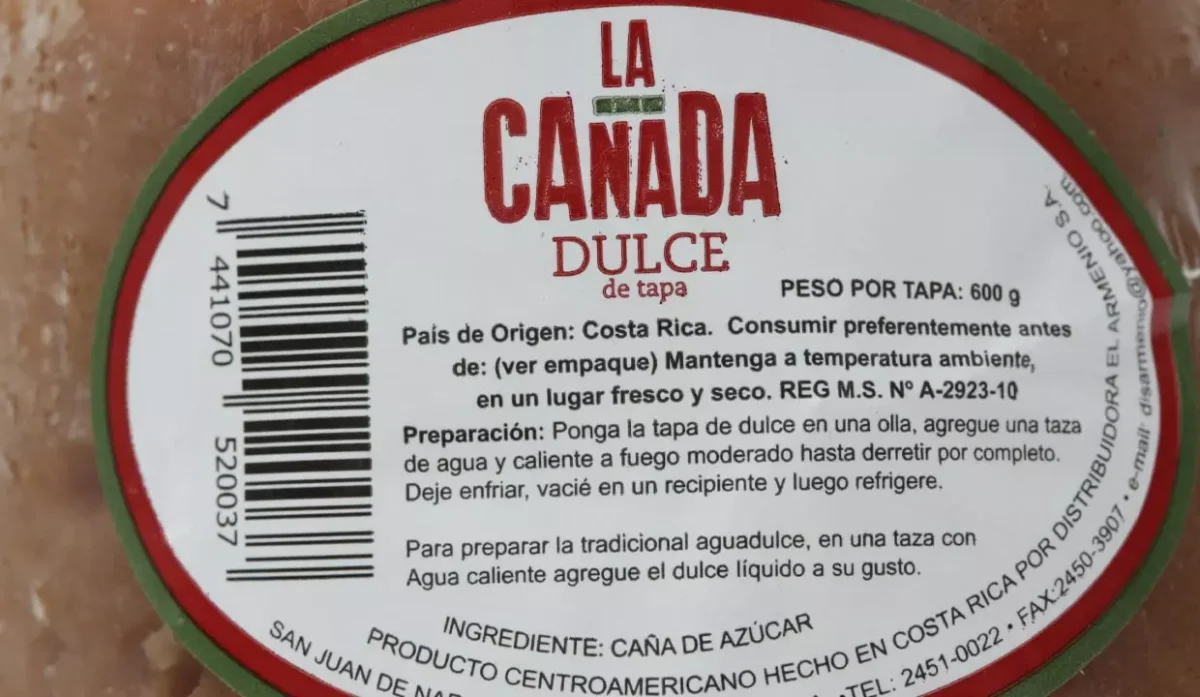 LA
CAÑADA
DULCE
de tapa
PESO POR TAPA: 600 g
País de Origen: Costa Rica. Consumir preferentemente antes
de: (ver empaque) Mantenga a temperatura ambiente,
en un lugar fresco y seco. REG M.S. Nº A-2923-10
Preparación: Ponga la tapa de dulce en una olla, agregue una taza
de agua y caliente a fuego moderado hasta derretir por completo.
Deje enfriar, vacié en un recipiente y luego refrigere.
Para preparar la tradicional aguadulce, en una taza con
Agua caliente agregue el dulce líquido a su gusto.
INGREDIENTE: CAÑA DE AZÚCAR
PRODUCTO CENTROAMERICANO HECHO EN COSTA RICA POR DISTRIBUIDORA EL ARMENIO S.A.
SAN JUAN DE
TEL: 2451-0022 • FAX:2450-3907 • e-mail: disarmenio@yahoo.com
7 441070 520037